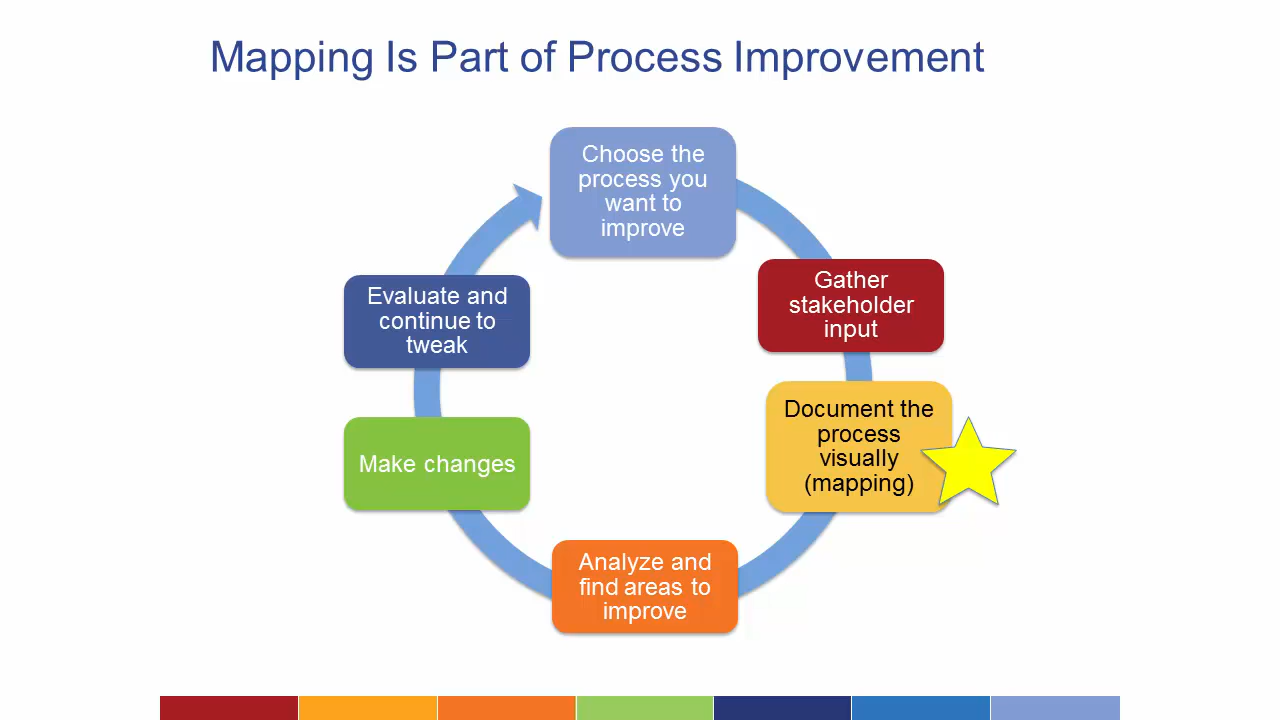 Mapping Is Part of Process Improvement
Choose the
process you
want to
improve
Gather
stakeholder
input
Document the
process
visually
(mapping)
Analyze and
find areas to
improve
Make changes
Evaluate and
continue to
tweak